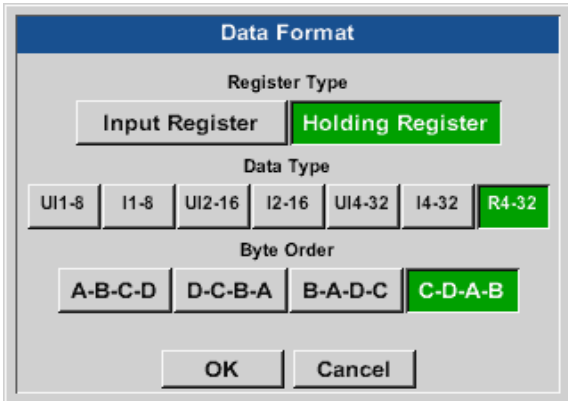 Data Format
Register Type
Input Register Holding Register
Data Type
UI1-8 I1-8 UI2-16 I2-16 UI4-32 I4-32 R4-32
Byte Order
A-B-C-D D-C-B-A B-A-D-C C-D-A-B
OK Cancel